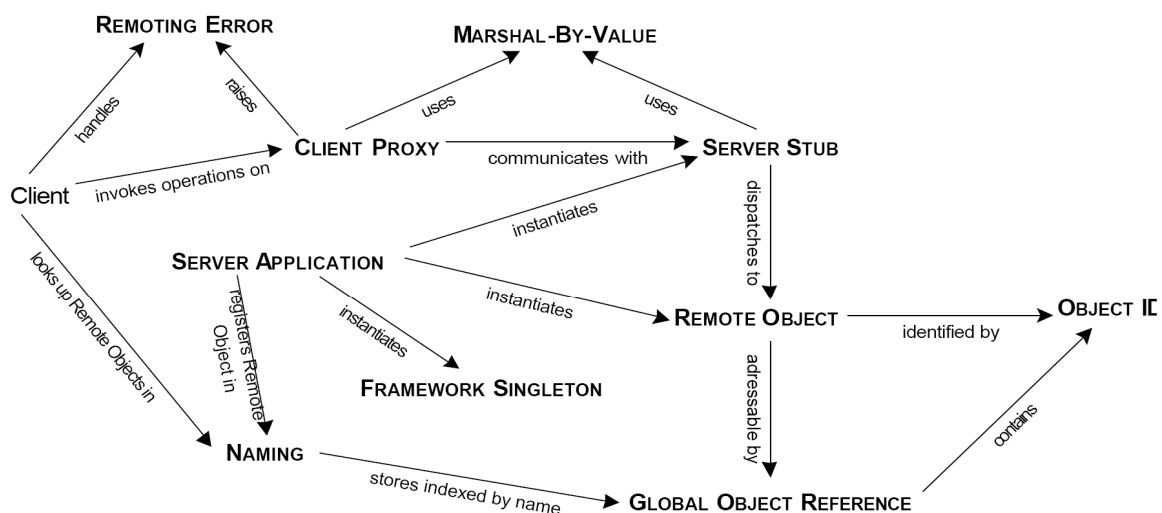 REMOTING ERROR
MARSHAL-BY-VALUE
handles
raises
uses
uses
CLIENT PROXY
communicates with
SERVER STUB
Client
invokes operations on
instantiates
dispatches to
looks up Remote Objects in
SERVER APPLICATION
registers Remote
Object in
instantiates
instantiates
REMOTE OBJECT
identified by
OBJECT ID
FRAMEWORK SINGLETON
adressable by
contains
NAMING
stores indexed by name
GLOBAL OBJECT REFERENCE